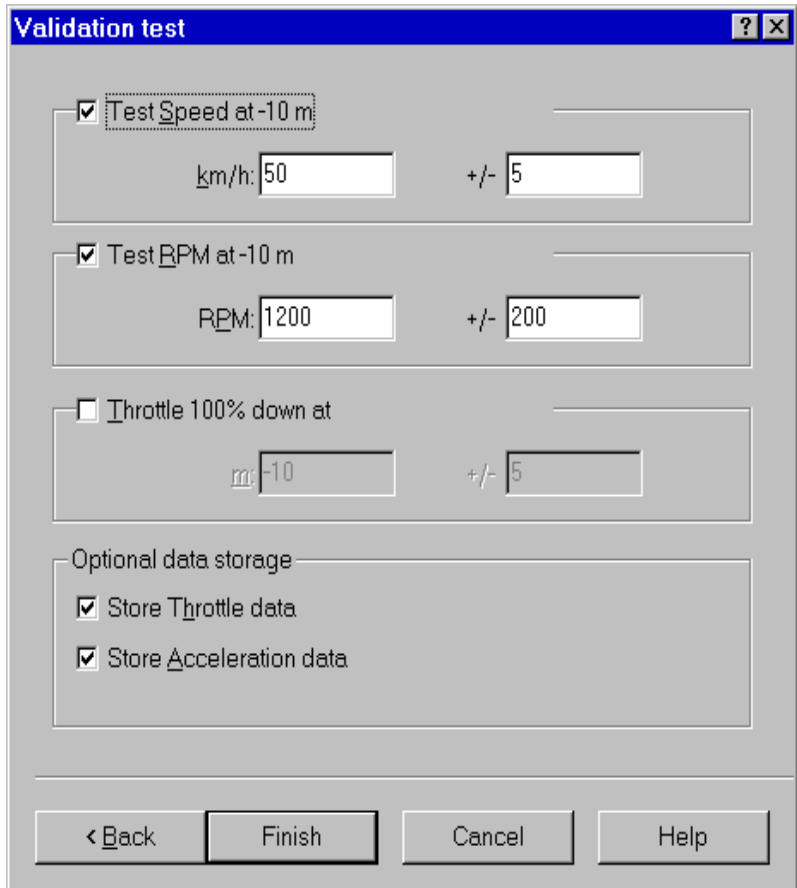 Validation test
Test Speed at -10 m
km/h: 50 +/- 5
Test RPM at -10 m
RPM: 1200 +/- 200
Throttle 100% down at
m: -10 +/- 5
Optional data storage
Store Throttle data
Store Acceleration data
< Back Finish Cancel Help